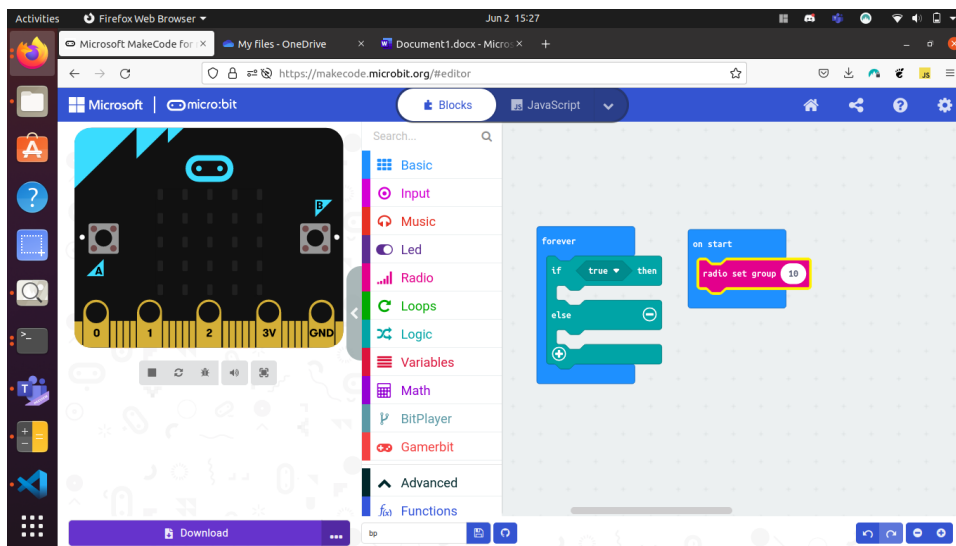 Activities
Firefox Web Browser
Jun 2 15:27
Microsoft MakeCode for
My files - OneDrive
Document1.docx - Micros
https://makecode.microbit.org/#editor
JS
Microsoft
micro:bit
Blocks
JavaScript
Search...
Basic
Input
Music
Led
Radio
Loops
Logic
Variables
Math
BitPlayer
Gamerbit
Advanced
f(x) Functions
A
B
0 1 2 3V GND
forever
if true then
else
on start
radio set group 10
Download
bp